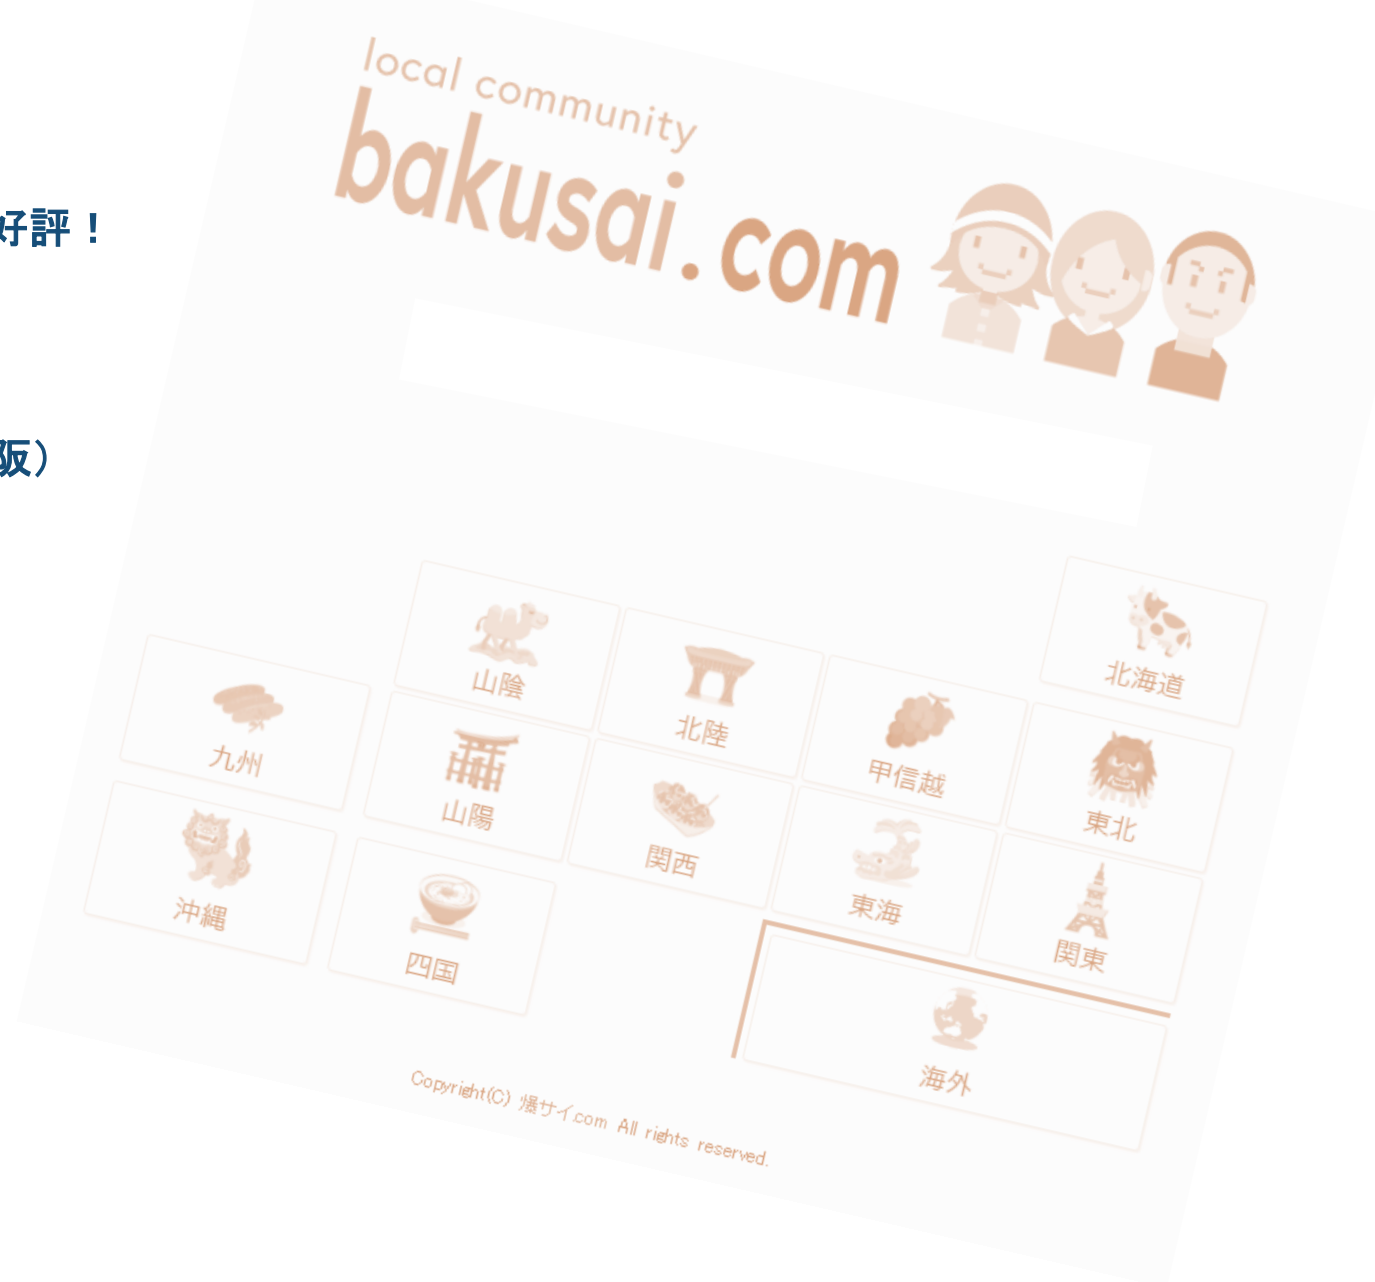 local community
bakusai.com
好評！
阪）
北海道
山陰
北陸
甲信越
東北
九州
山陽
関西
東海
関東
沖縄
四国
海外
Copyright(C) 爆サイ.com All rights reserved.